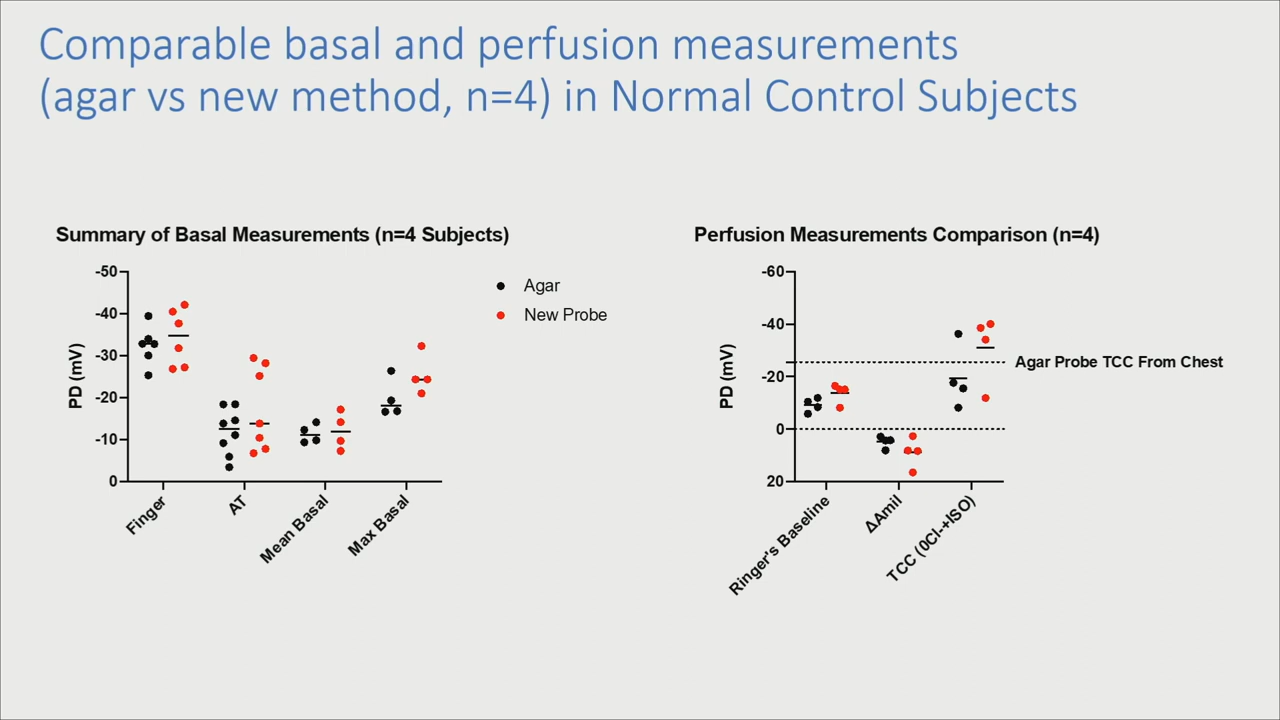 Comparable basal and perfusion measurements
(agar vs new method, n=4) in Normal Control Subjects
Summary of Basal Measurements (n=4 Subjects)
-50
-40
-30
-20
-10
0
PD (mV)
Finger
AT
Mean Basal
Max Basal
Agar
New Probe
Perfusion Measurements Comparison (n=4)
-60
-40
-20
0
20
PD (mV)
Agar Probe TCC From Chest
Ringer's Baseline
ΔAmil
TCC (0Cl-+ISO)